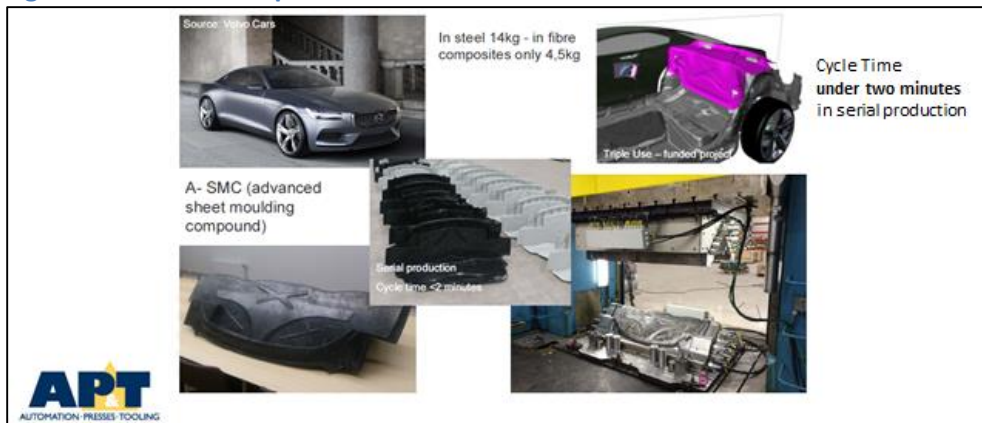 Source: Volvo Cars
In steel 14kg - in fibre
composites only 4,5kg
Cycle Time
under two minutes
in serial production
Triple Use – funded project
A- SMC (advanced
sheet moulding
compound)
Serial production
Cycle time <2 minutes
APT
AUTOMATION·PRESSES·TOOLING